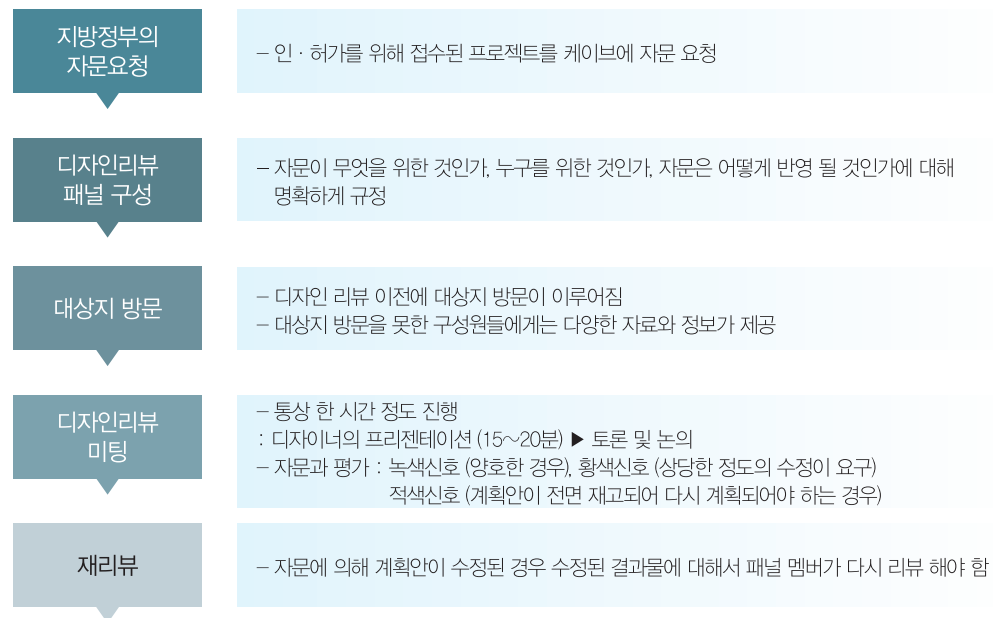 지방정부의
자문요청
– 인 · 허가를 위해 접수된 프로젝트를 케이브에 자문 요청
디자인리뷰
패널 구성
– 자문이 무엇을 위한 것인가, 누구를 위한 것인가, 자문은 어떻게 반영 될 것인가에 대해
명확하게 규정
대상지 방문
– 디자인 리뷰 이전에 대상지 방문이 이루어짐
– 대상지 방문을 못한 구성원들에게는 다양한 자료와 정보가 제공
디자인리뷰
미팅
– 통상 한 시간 정도 진행
: 디자이너의 프리젠테이션 (15~20분) ▶ 토론 및 논의
– 자문과 평가 : 녹색신호 (양호한 경우), 황색신호 (상당한 정도의 수정이 요구)
적색신호 (계획안이 전면 재고되어 다시 계획되어야 하는 경우)
재리뷰
– 자문에 의해 계획안이 수정된 경우 수정된 결과물에 대해서 패널 멤버가 다시 리뷰 해야 함